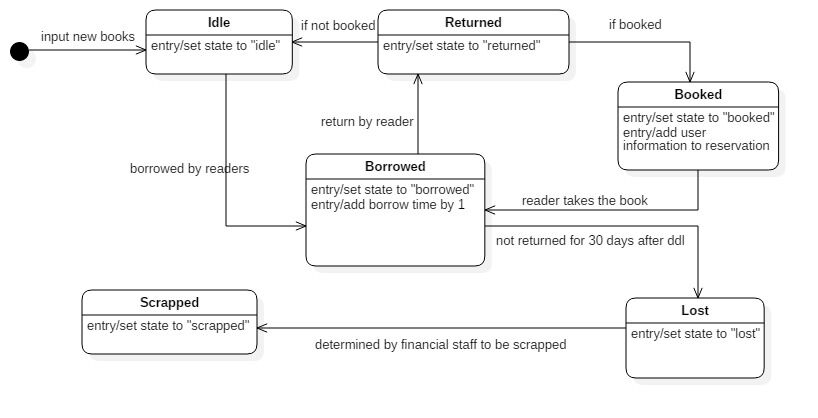 Idle
Returned
input new books
entry/set state to "idle"
if not booked
entry/set state to "returned"
if booked
Booked
entry/set state to "booked"
entry/add user
information to reservation
return by reader
borrowed by readers
Borrowed
entry/set state to "borrowed"
entry/add borrow time by 1
reader takes the book
not returned for 30 days after ddl
Scrapped
entry/set state to "scrapped"
Lost
entry/set state to "lost"
determined by financial staff to be scrapped